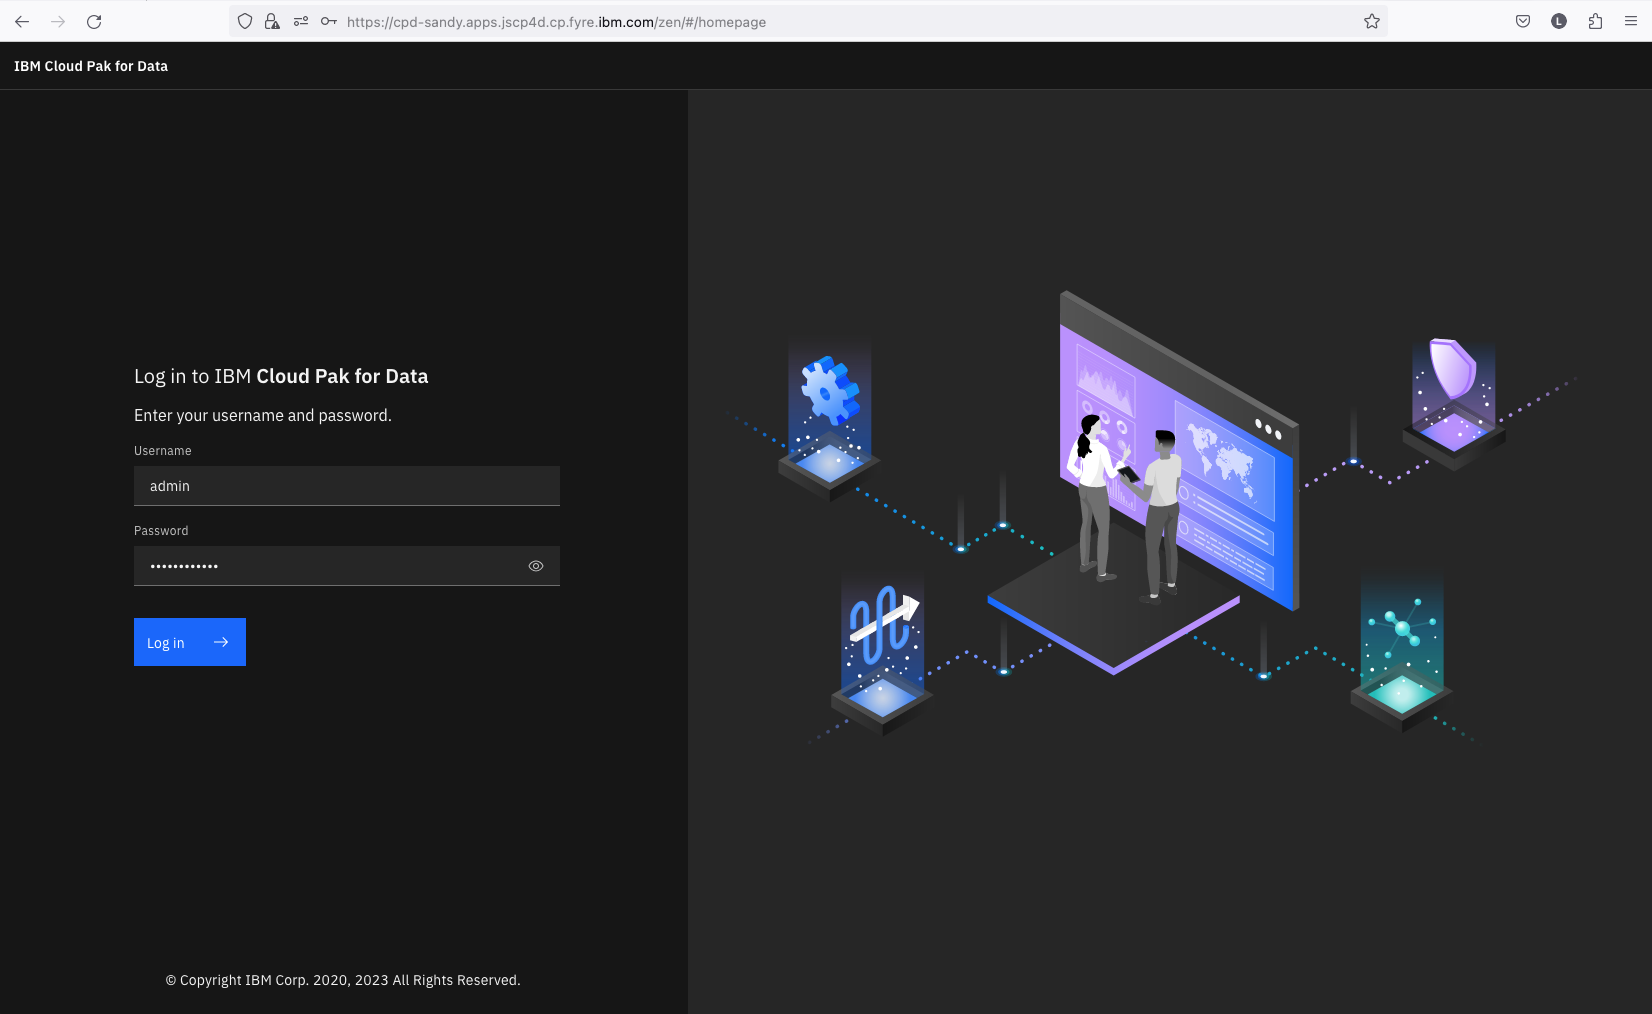 https://cpd-sandy.apps.jscp4d.cp.fyre.ibm.com/zen/#/homepage
L
IBM Cloud Pak for Data
Log in to IBM Cloud Pak for Data
Enter your username and password.
Username
admin
Password
••••••••••••
Log in
© Copyright IBM Corp. 2020, 2023 All Rights Reserved.